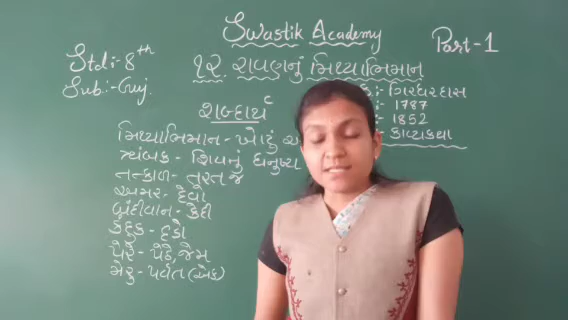 Swastik Academy
Std:- 8th
Part-1
Sub:- Guj.
૧૨. રાવણનું મિથ્યાભિમાન
ક :- ગિરધરદાસ
:- 1787
શબ્દાર્થ
:- 1852
:- કાવ્યકથા
મિથ્યાભિમાન - ખોટું
ત્ર્યંબક - શિવનું ધનુષ્ય
તત્કાળ - તુરત જ
અમર - દેવો
બંદીવાન - કેદી
પેરે - પેઠે, જેમ
મેરુ - પર્વત (એક)